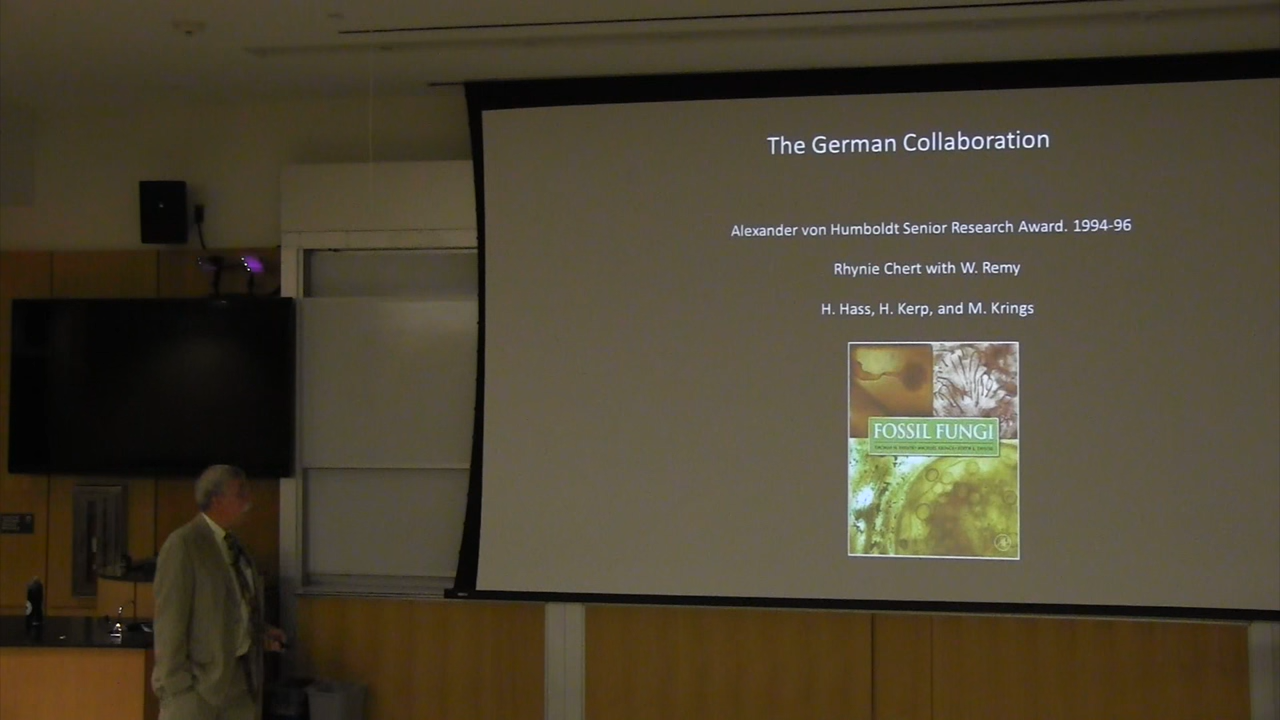 The German Collaboration
Alexander von Humboldt Senior Research Award. 1994-96
Rhynie Chert with W. Remy
H. Hass, H. Kerp, and M. Krings
FOSSIL FUNGI